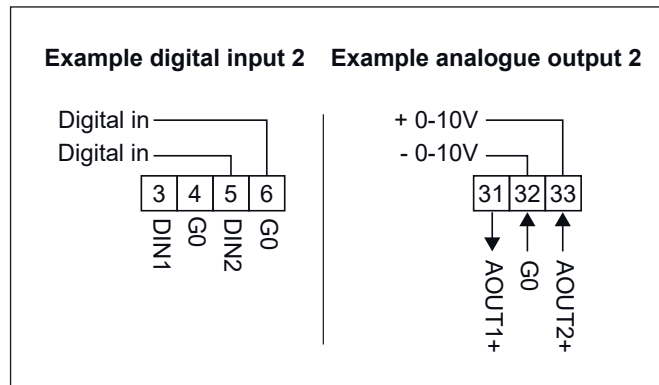 Example digital input 2
Digital in
Digital in
3 4 5 6
DIN1 G0 DIN2 G0
Example analogue output 2
+ 0-10V
- 0-10V
31 32 33
AOUT1+ G0 AOUT2+